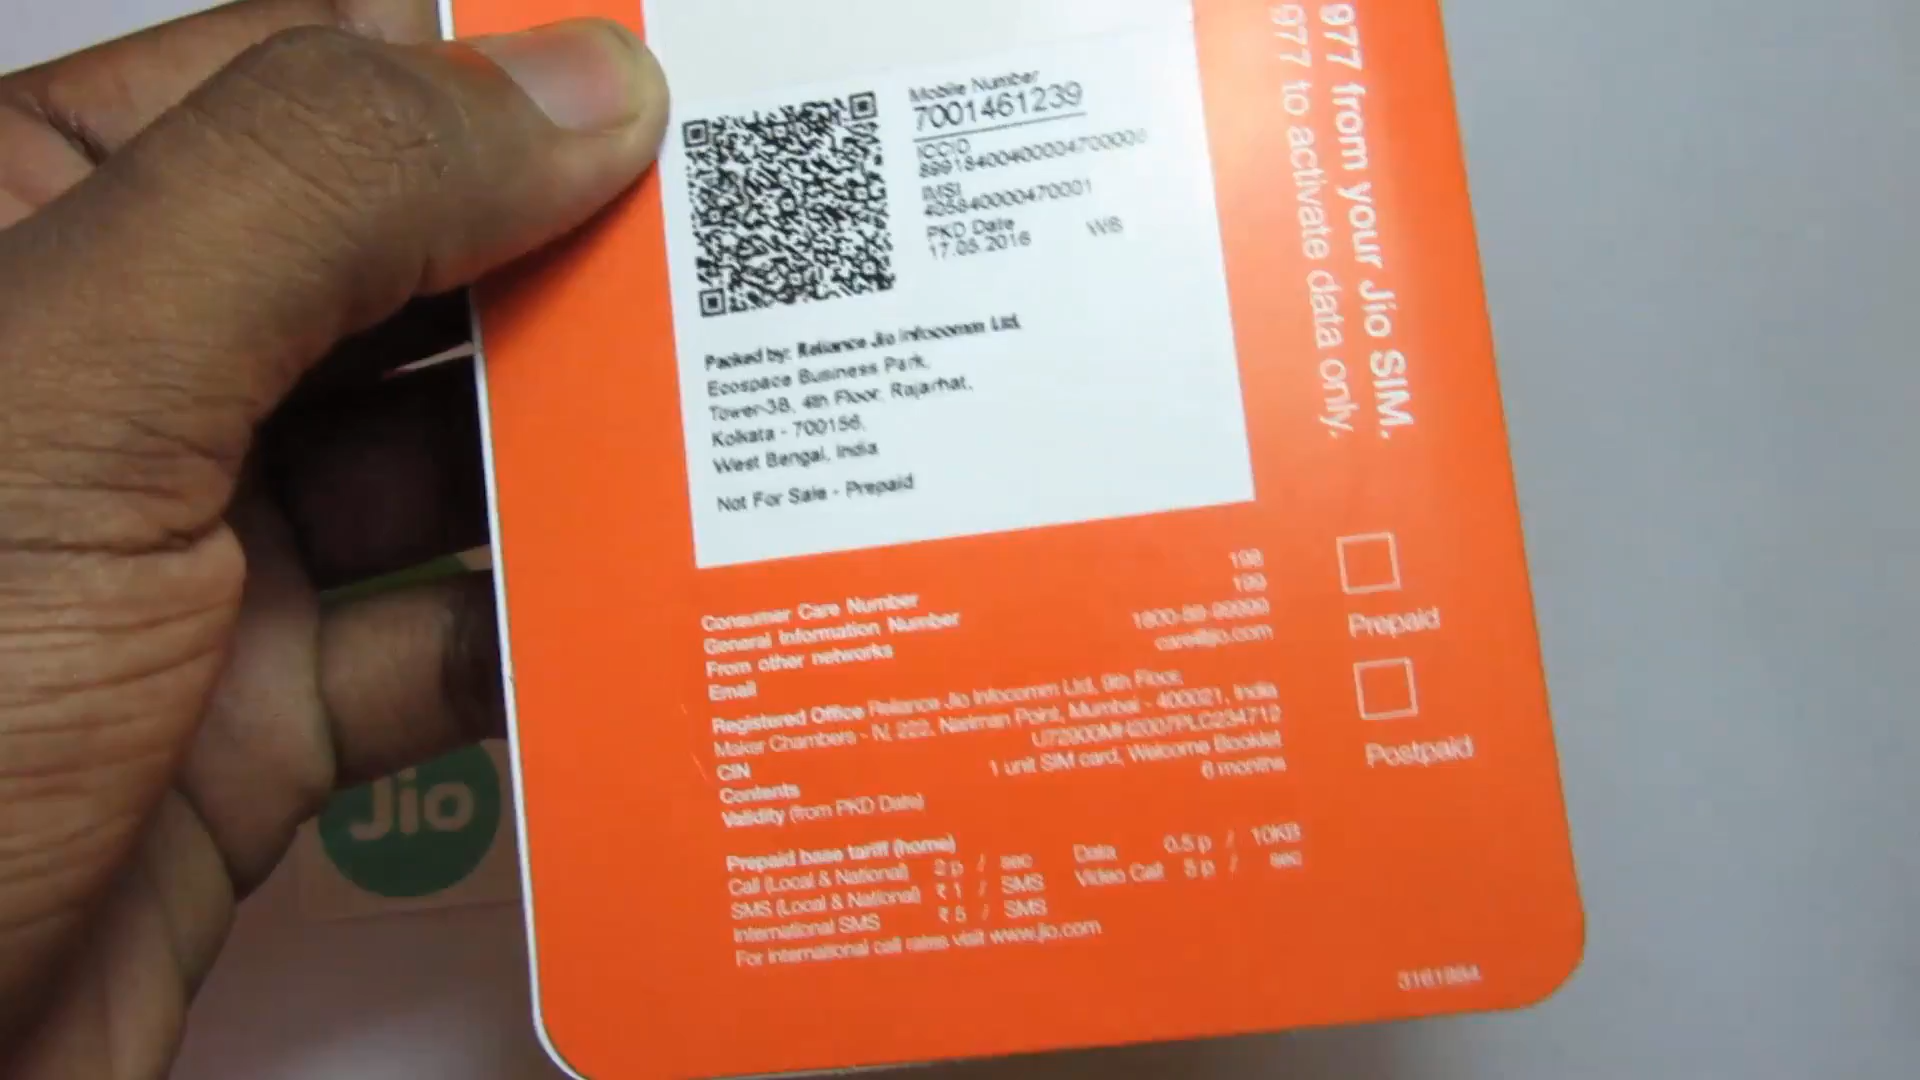 Mobile Number
7001461239
ICCID
IMSI
405840000470001
PKD Date
17.05.2016 WB
Packed by: Reliance Jio Infocomm Ltd.
Ecospace Business Park,
Tower-3B, 4th Floor, Rajarhat,
Kolkata - 700156,
West Bengal, India
Not For Sale - Prepaid
977 from your Jio SIM.
977 to activate data only.
Prepaid
Postpaid
Consumer Care Number 198
General Information Number 199
From other networks 1800-88-99999
Email care@jio.com
Registered Office Reliance Jio Infocomm Ltd, 9th Floor,
Maker Chambers - IV, 222, Nariman Point, Mumbai - 400021, India
CIN U72900MH2007PLC234712
Contents 1 unit SIM card, Welcome Booklet
Validity (from PKD Date) 6 months
Prepaid base tariff (home)
Call (Local & National) 2 p / sec Data 0.5 p / 10KB
SMS (Local & National) ₹ 1 / SMS Video Call 5 p / sec
International SMS ₹ 5 / SMS
For international call rates visit www.jio.com
Jio